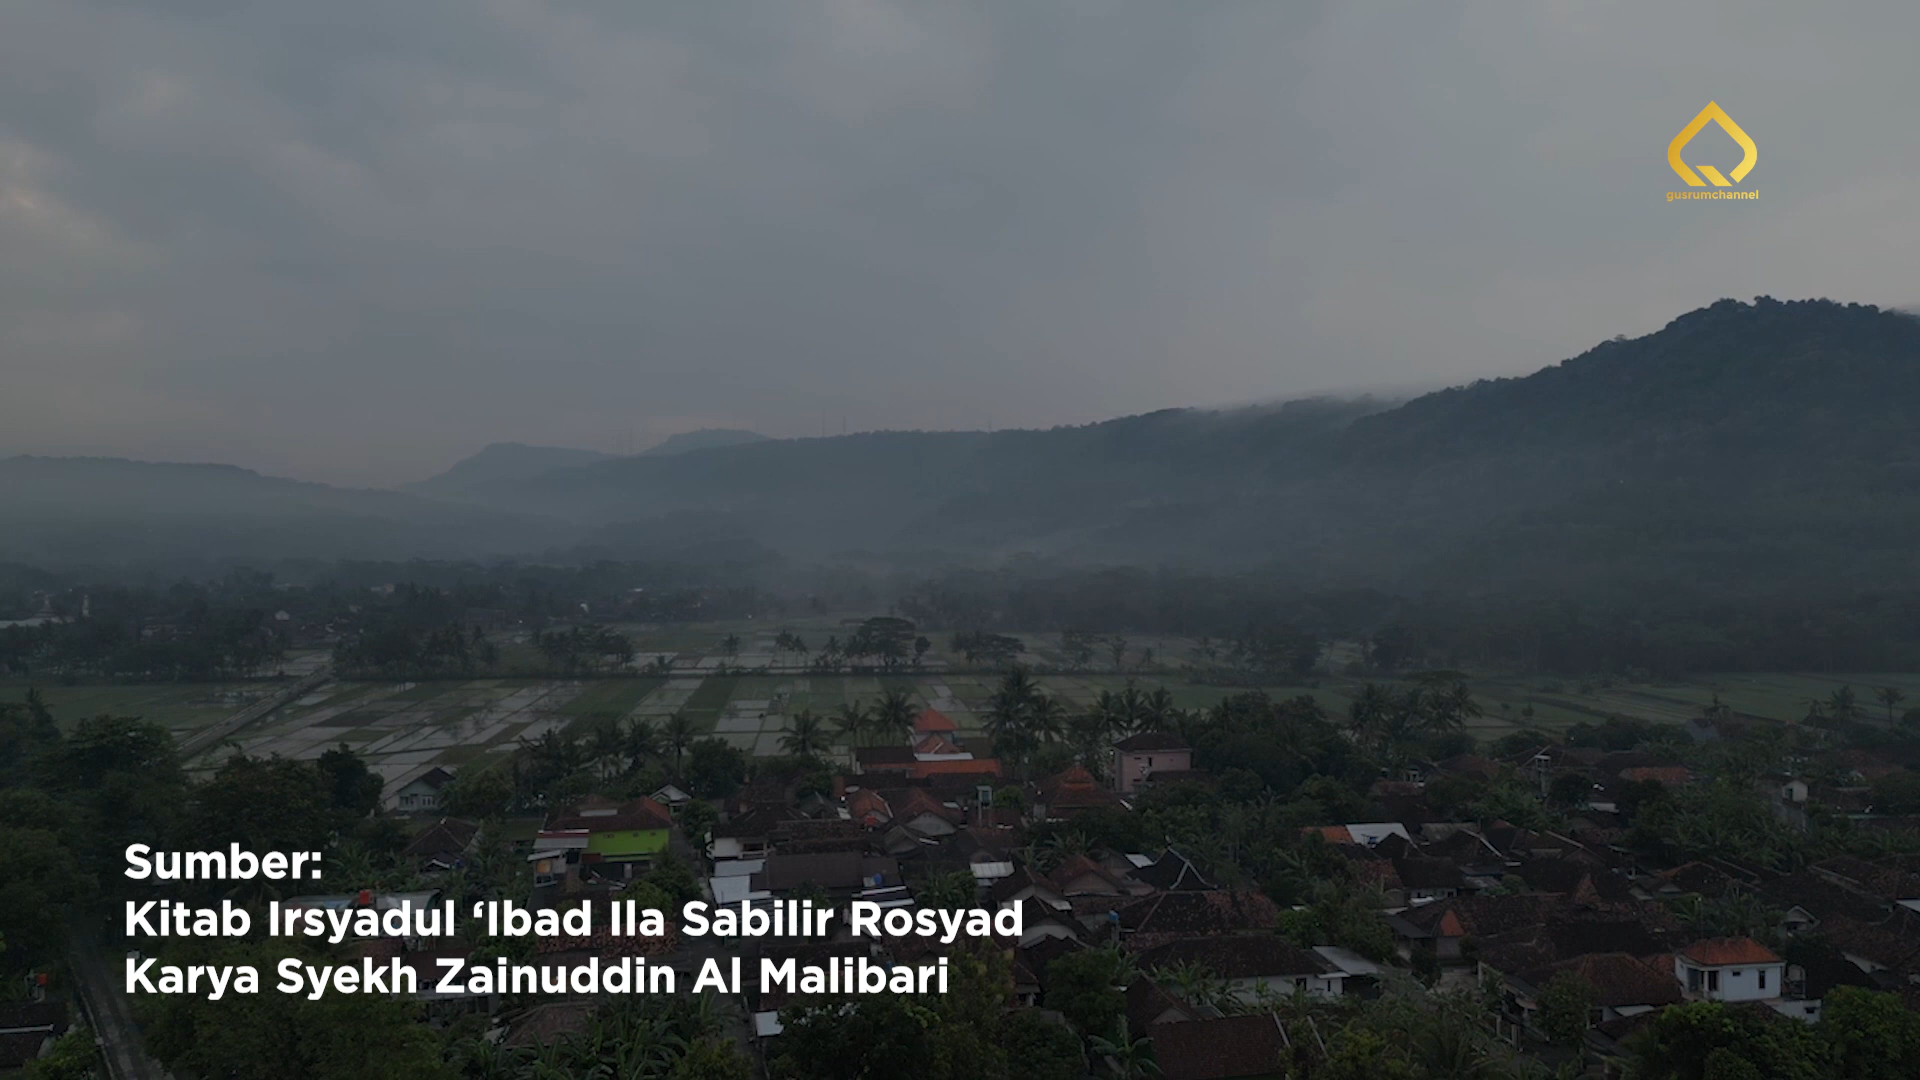 gusrumchannel
Sumber:
Kitab Irsyadul ‘Ibad Ila Sabilir Rosyad
Karya Syekh Zainuddin Al Malibari